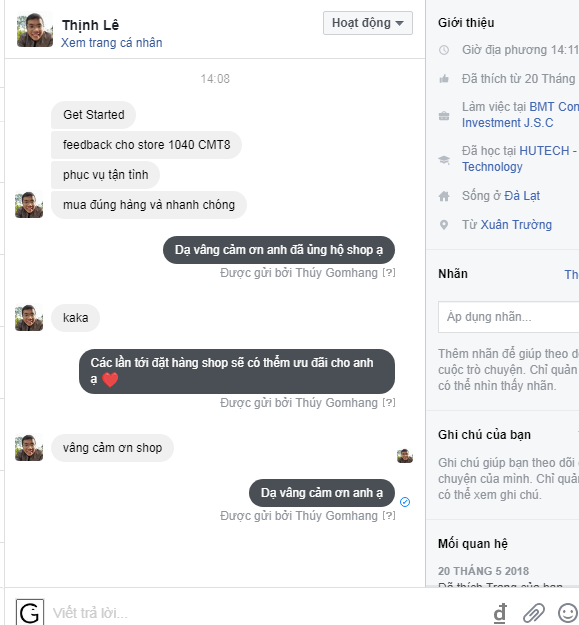 Thịnh Lê
Xem trang cá nhân
Hoạt động
14:08
Get Started
feedback cho store 1040 CMT8
phục vụ tận tình
mua đúng hàng và nhanh chóng
Dạ vâng cảm ơn anh đã ủng hộ shop ạ
Được gửi bởi Thúy Gomhang [?]
kaka
Các lần tới đặt hàng shop sẽ có thểm ưu đãi cho anh
ạ ❤️
Được gửi bởi Thúy Gomhang [?]
vâng cảm ơn shop
Dạ vâng cảm ơn anh ạ
Được gửi bởi Thúy Gomhang [?]
G Viết trả lời...
đ
Giới thiệu
Giờ địa phương 14:11
Đã thích từ 20 Tháng
Làm việc tại BMT Con
Investment J.S.C
Đã học tại HUTECH -
Technology
Sống ở Đà Lạt
Từ Xuân Trường
Nhãn Th
Áp dụng nhãn...
Thêm nhãn để giúp theo dõ
cuộc trò chuyện. Chỉ quản
có thể nhìn thấy nhãn.
Ghi chú của bạn
Ghi chú giúp bạn theo dõi
chuyện của mình. Chỉ quả
có thể xem ghi chú.
Mối quan hệ
20 THÁNG 5 2018
Đã thích Trang của bạn